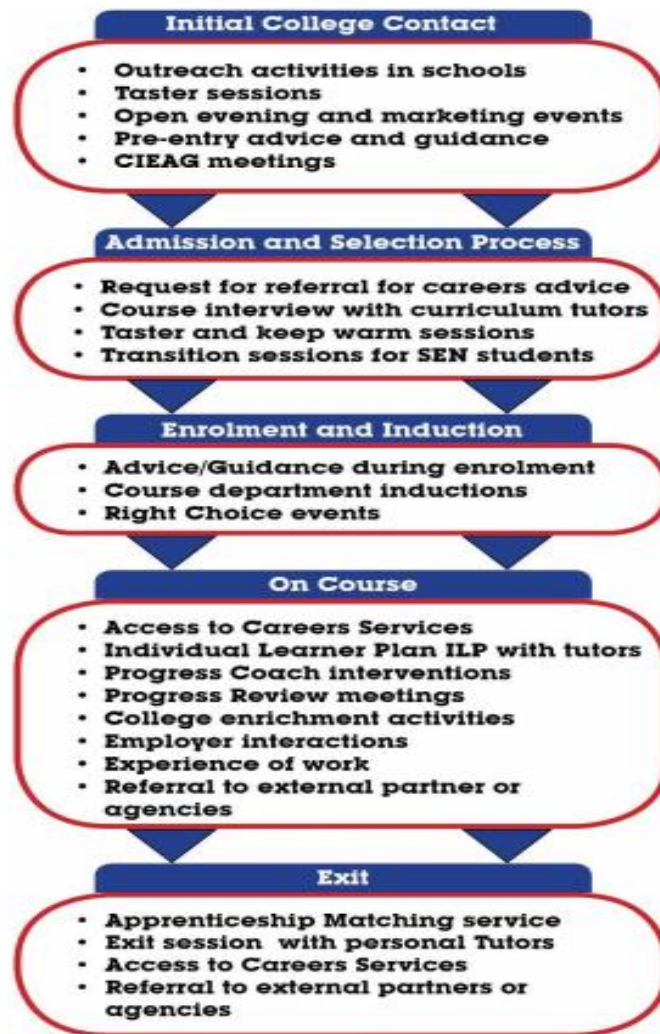 Initial College Contact
• Outreach activities in schools
• Taster sessions
• Open evening and marketing events
• Pre-entry advice and guidance
• CIEAG meetings
Admission and Selection Process
• Request for referral for careers advice
• Course interview with curriculum tutors
• Taster and keep warm sessions
• Transition sessions for SEN students
Enrolment and Induction
• Advice/Guidance during enrolment
• Course department inductions
• Right Choice events
On Course
• Access to Careers Services
• Individual Learner Plan ILP with tutors
• Progress Coach interventions
• Progress Review meetings
• College enrichment activities
• Employer interactions
• Experience of work
• Referral to external partner or
agencies
Exit
• Apprenticeship Matching service
• Exit session with personal Tutors
• Access to Careers Services
• Referral to external partners or
agencies